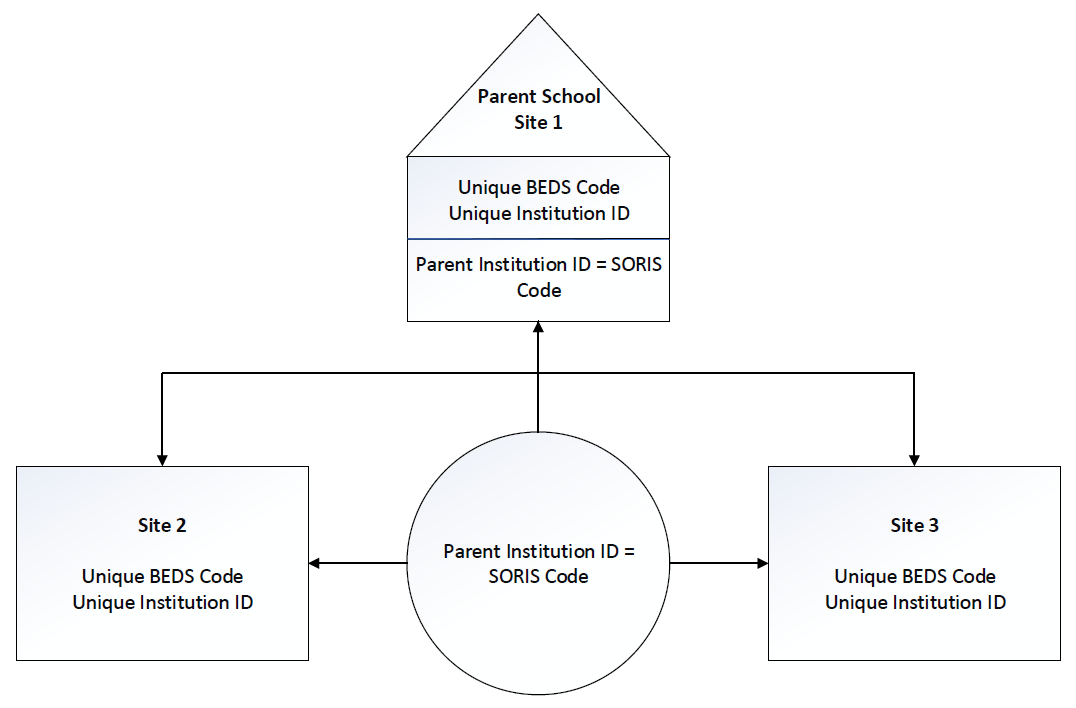 Parent School
Site 1
Unique BEDS Code
Unique Institution ID
Parent Institution ID = SORIS
Code
Site 2
Unique BEDS Code
Unique Institution ID
Parent Institution ID =
SORIS Code
Site 3
Unique BEDS Code
Unique Institution ID